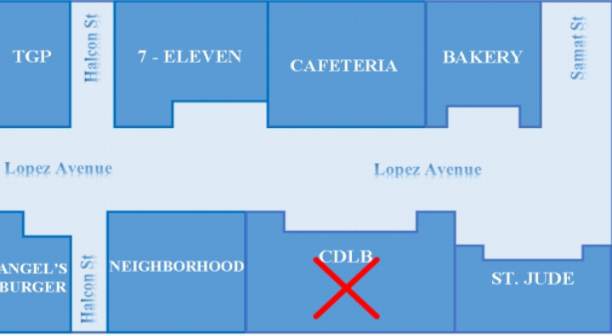 TGP
Halcon St
7 - ELEVEN
CAFETERIA
BAKERY
Samat St
Lopez Avenue
Lopez Avenue
ANGEL'S
BURGER
Halcon St
NEIGHBORHOOD
CDLB
ST. JUDE